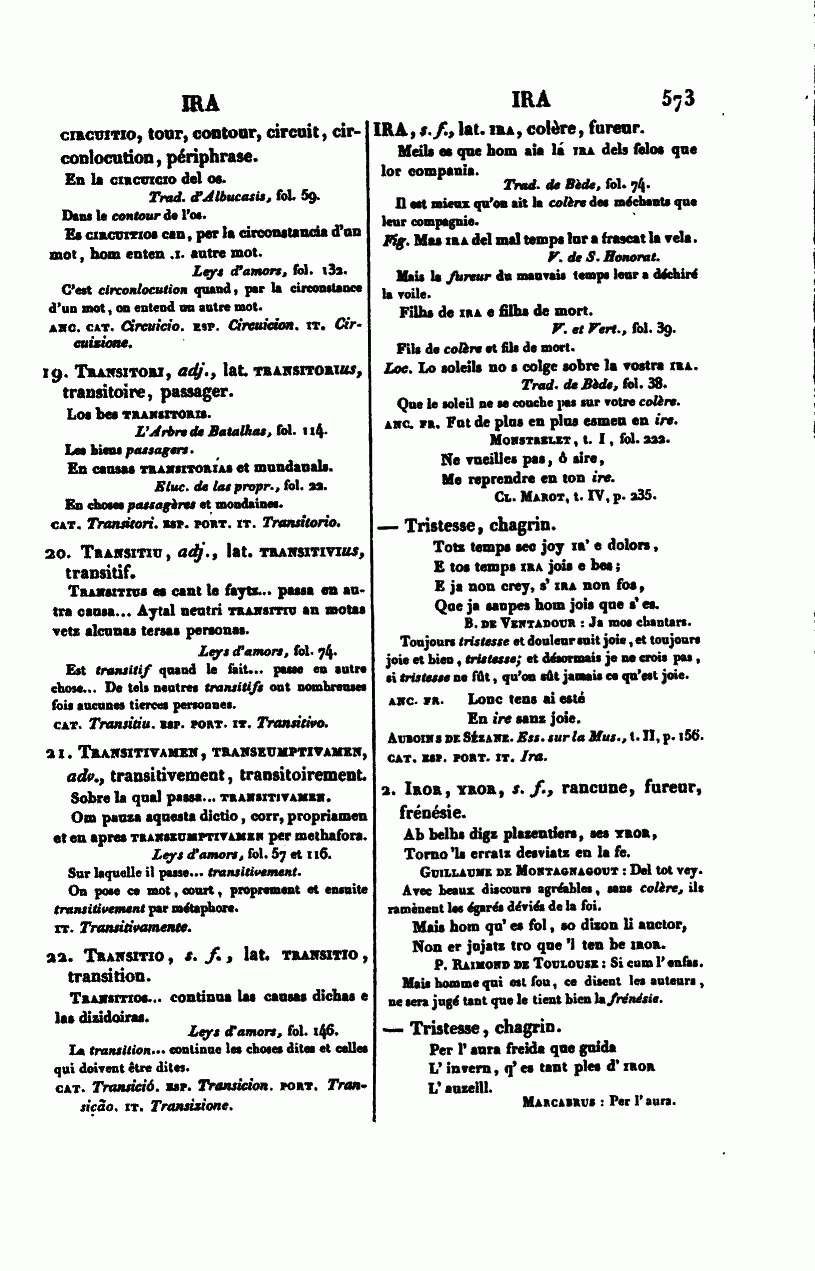 IRA
IRA
573
CIRCUITIO, tour, contour, circuit, cir-
conlocution, périphrase.
En la CIRCUICIO del os.
Trad. d'Albucasis, fol. 59.
Dans le contour de l'os.
Es CIRCUITIOS can, per la circonstancia d'un
mot, hom enten .I. autre mot.
Leys d'amors, fol. 132.
C'est circonlocution quand, par la circonstance
d'un mot, on entend un autre mot.
ANC. CAT. Circuicio. ESP. Circuicion. IT. Cir-
cuizione.
19. TRANSITORI, adj., lat. TRANSITORIUS,
transitoire, passager.
Los bes TRANSITORIS.
L'Arbre de Batalhas, fol. 114.
Les biens passagers.
En causas TRANSITORÍAS et mundanals.
Eluc. de las propr., fol. 22.
En choses passagères et mondaines.
CAT. Transitori. ESP. PORT. IT. Transitorio.
20. TRANSITIU, adj., lat. TRANSITIVIUS,
transitif.
TRANSITIUS es cant le faytz... passa en au-
tra causa... Aytal neutri TRANSITIU an motas
vetz alcunas tersas personas.
Leys d'amors, fol. 74.
Est transitif quand le fait... passe en autre
chose... De tels neutres transitifs ont nombreuses
fois aucunes tierces personnes.
CAT. Transitiu. ESP. PORT. IT. Transitivo.
21. TRANSITIVAMEN, TRANSEUMPTIVAMEN,
adv., transitivement, transitoirement.
Sobre la qual passa... TRANSITIVAMEN.
Om pauza aquesta dictio, corr, propriamen
et en apres TRANSEUMPTIVAMEN per methafora.
Leys d'amors, fol. 57 et 116.
Sur laquelle il passe... transitivement.
On pose ce mot, court, proprement et ensuite
transitivement par métaphore.
IT. Transitivamente.
22. TRANSITIO, s. f., lat. TRANSITIO,
transition.
TRANSITIOS... continua las causas dichas e
las dizidoiras.
Leys d'amors, fol. 146.
La transition... continue les choses dites et celles
qui doivent être dites.
CAT. Transició. ESP. Transicion. PORT. Tran-
sição. IT. Transizione.
IRA, s. f., lat. IRA, colère, fureur.
Meils es que hom aia lá IRA dels felos que
lor compania.
Trad. de Bède, fol. 74.
Il est mieux qu'on ait la colère des méchants que
leur compagnie.
Fig. Mas IRA del mal temps lur a frascat la vela.
V. de S. Honorat.
Mais la fureur du mauvais temps leur a déchiré
la voile.
Filhs de IRA e filhs de mort.
V. et Vert., fol. 39.
Fils de colère et fils de mort.
Loc. Lo soleils no s colge sobre la vostra IRA.
Trad. de Bède, fol. 38.
Que le soleil ne se couche pas sur votre colère.
ANC. FR. Fut de plus en plus esmeu en ire.
MONSTRELET, t. I, fol. 222.
Ne vueilles pas, ô sire,
Me reprendre en ton ire.
CL. MAROT, t. IV, p. 235.
— Tristesse, chagrin.
Totz temps sec joy IR' e dolors,
E tos temps IRA jois e bes;
E ja non crey, s' IRA non fos,
Que ja saupes hom jois que s' es.
B. DE VENTADOUR : Ja mos chantars.
Toujours tristesse et douleur suit joie, et toujours
joie et bien, tristesse; et désormais je ne crois pas,
si tristesse ne fût, qu'on sût jamais ce qu'est joie.
ANC. FR. Lonc tens ai esté
En ire sanz joie.
AUBOINS DE SÉZANE. Ess. sur la Mus., t. II, p. 156.
CAT. ESP. PORT. IT. Ira.
2. IROR, YROR, s. f., rancune, fureur,
frénésie.
Ab belhs digz plazentiers, ses YROR,
Torno 'ls erratz desviatz en la fe.
GUILLAUME DE MONTAGNAGOUT : Del tot vey.
Avec beaux discours agréables, sans colère, ils
ramènent les égarés déviés de la foi.
Mais hom qu' es fol, so dizon li auctor,
Non er jujatz tro que 'l ten be IROR.
P. RAIMOND DE TOULOUSE : Si cum l' enfas.
Mais homme qui est fou, ce disent les auteurs,
ne sera jugé tant que le tient bien la frénésie.
— Tristesse, chagrin.
Per l' aura freida que guida
L' invern, q' es tant ples d' IROR
L' auzeill.
MARCABRUS : Per l' aura.